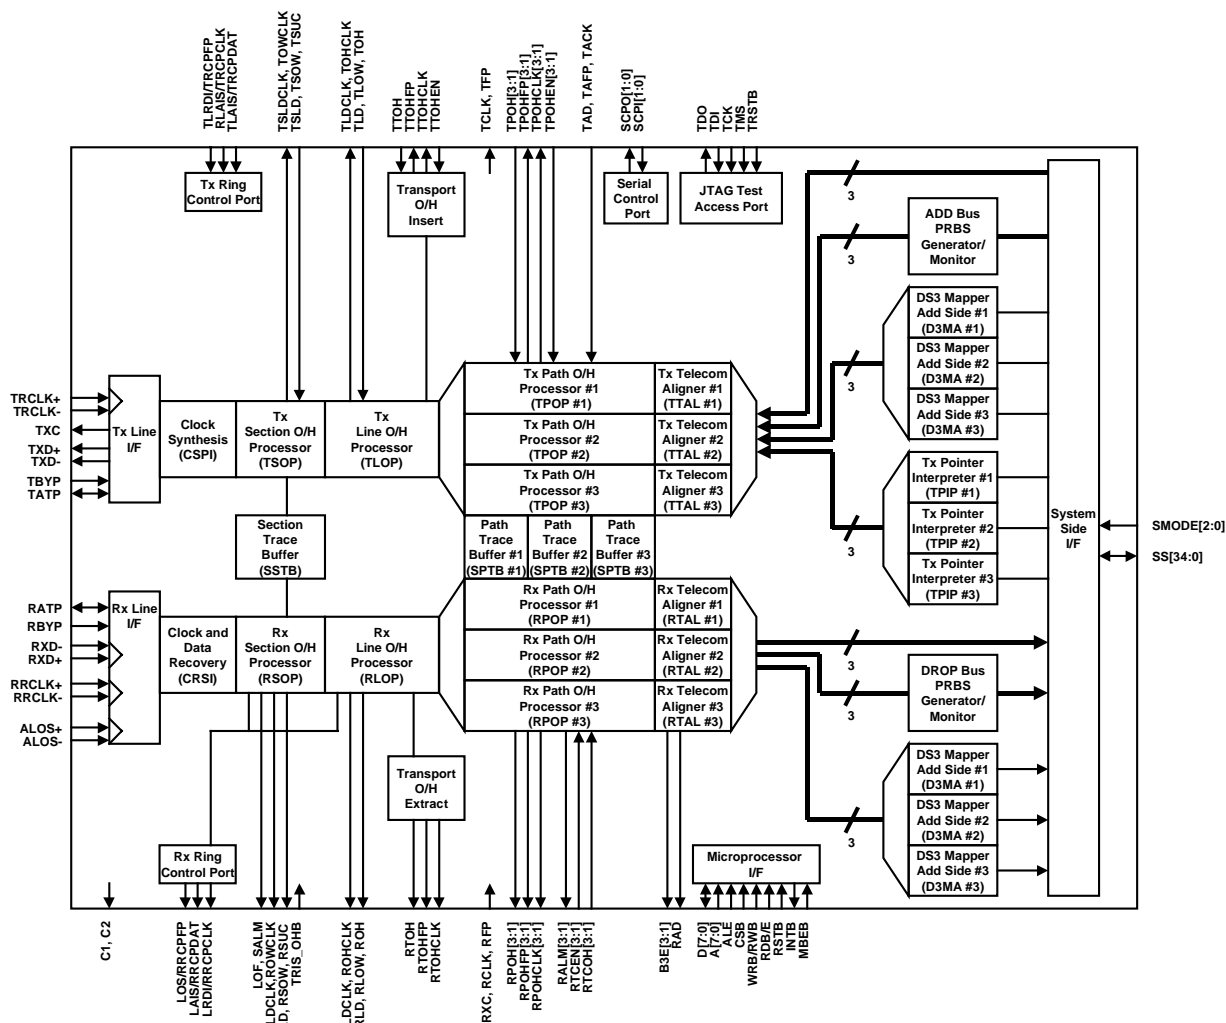 TLRDI/TRCPFP
RLAIS/TRCPCLK
TLAIS/TRCPDAT
TSLDCLK, TOWCLK
TSLD, TSOW, TSUC
TLDCLK, TOHCLK
TLD, TLOW, TOH
TTOH
TTOHFP
TTOHCLK
TTOHEN
TCLK, TFP
TPOH[3:1]
TPOHFP[3:1]
TPOHCLK[3:1]
TPOHEN[3:1]
TAD, TAFP, TACK
SCPO[1:0]
SCPI[1:0]
TDO
TDI
TCK
TMS
TRSTB
Tx Ring
Control Port
Transport
O/H
Insert
Serial
Control
Port
JTAG Test
Access Port
3
ADD Bus
PRBS
Generator/
Monitor
3
DS3 Mapper
Add Side #1
(D3MA #1)
DS3 Mapper
Add Side #2
(D3MA #2)
DS3 Mapper
Add Side #3
(D3MA #3)
3
TRCLK+
TRCLK-
TXC
TXD+
TXD-
TBYP
TATP
Tx Line
I/F
Clock
Synthesis
(CSPI)
Tx
Section O/H
Processor
(TSOP)
Tx
Line O/H
Processor
(TLOP)
Tx Path O/H
Processor #1
(TPOP #1)
Tx Path O/H
Processor #2
(TPOP #2)
Tx Path O/H
Processor #3
(TPOP #3)
Tx Telecom
Aligner #1
(TTAL #1)
Tx Telecom
Aligner #2
(TTAL #2)
Tx Telecom
Aligner #3
(TTAL #3)
Tx Pointer
Interpreter #1
(TPIP #1)
Tx Pointer
Interpreter #2
(TPIP #2)
Tx Pointer
Interpreter #3
(TPIP #3)
3
System
Side
I/F
SMODE[2:0]
SS[34:0]
Section
Trace
Buffer
(SSTB)
Path
Trace
Buffer #1
(SPTB #1)
Path
Trace
Buffer #2
(SPTB #2)
Path
Trace
Buffer #3
(SPTB #3)
RATP
RBYP
RXD-
RXD+
RRCLK+
RRCLK-
ALOS+
ALOS-
Rx Line
I/F
Clock and
Data
Recovery
(CRSI)
Rx
Section O/H
Processor
(RSOP)
Rx
Line O/H
Processor
(RLOP)
Rx Path O/H
Processor #1
(RPOP #1)
Rx Path O/H
Processor #2
(RPOP #2)
Rx Path O/H
Processor #3
(RPOP #3)
Rx Telecom
Aligner #1
(RTAL #1)
Rx Telecom
Aligner #2
(RTAL #2)
Rx Telecom
Aligner #3
(RTAL #3)
3
DROP Bus
PRBS
Generator/
Monitor
3
DS3 Mapper
Add Side #1
(D3MA #1)
DS3 Mapper
Add Side #2
(D3MA #2)
DS3 Mapper
Add Side #3
(D3MA #3)
3
Transport
O/H
Extract
Rx Ring
Control Port
Microprocessor
I/F
C1, C2
LOS/RRCPFP
LAIS/RRCPDAT
LRDI/RRCPCLK
LOF, SALM
LDCLK,ROWCLK
D, RSOW, RSUC
TRIS_OHB
LDCLK, ROHCLK
RLD, RLOW, ROH
RTOH
RTOHFP
RTOHCLK
RXC, RCLK, RFP
RPOH[3:1]
RPOHFP[3:1]
RPOHCLK[3:1]
RALM[3:1]
RTCEN[3:1]
RTCOH[3:1]
B3E[3:1]
RAD
D[7:0]
A[7:0]
ALE
CSB
WRB/RWB
RDB/E
RSTB
INTB
MBEB